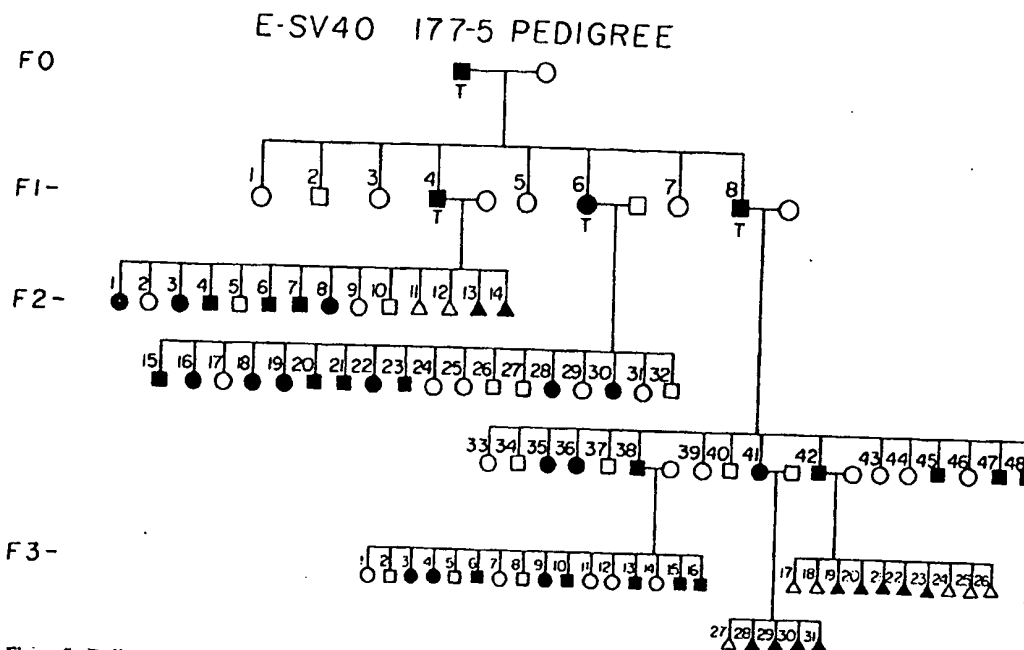 E-SV40 177-5 PEDIGREE
F0
T
1 2 3 4 5 6 7 8
F1-
T T T
1 2 3 4 5 6 7 8 9 10 11 12 13 14
F2-
15 16 17 18 19 20 21 22 23 24 25 26 27 28 29 30 31 32
33 34 35 36 37 38 39 40 41 42 43 44 45 46 47 48
F3-
1 2 3 4 5 6 7 8 9 10 11 12 13 14 15 16
17 18 19 20 21 22 23 24 25 26
27 28 29 30 31